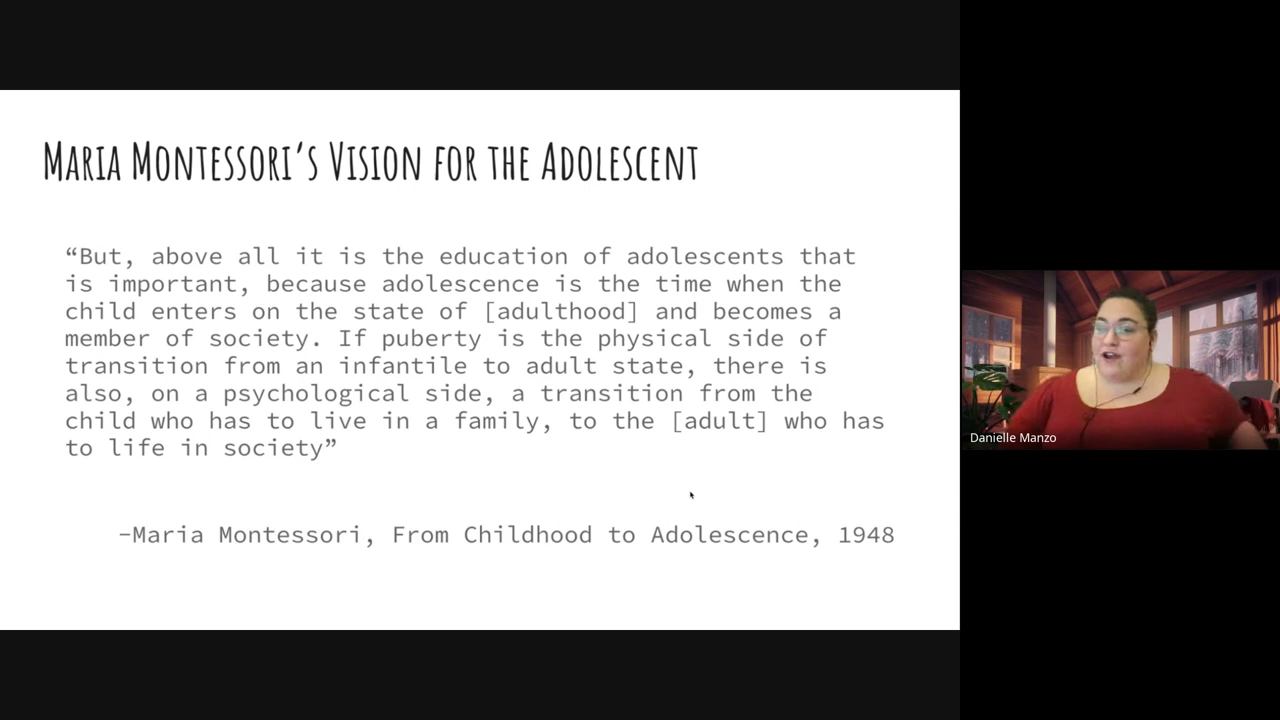 Maria Montessori’s Vision for the Adolescent
“But, above all it is the education of adolescents that
is important, because adolescence is the time when the
child enters on the state of [adulthood] and becomes a
member of society. If puberty is the physical side of
transition from an infantile to adult state, there is
also, on a psychological side, a transition from the
child who has to live in a family, to the [adult] who has
to life in society”
-Maria Montessori, From Childhood to Adolescence, 1948
Danielle Manzo